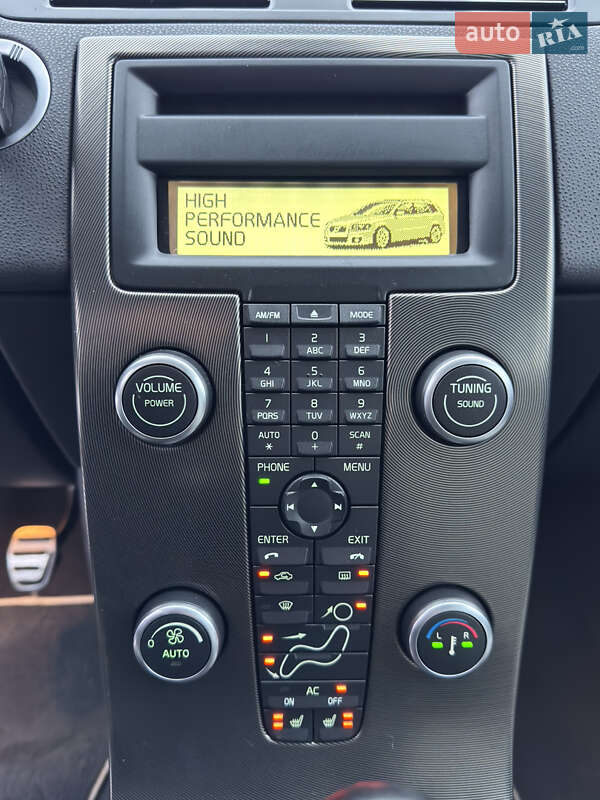 auto RIA.com
HIGH
PERFORMANCE
SOUND
AM/FM MODE
1 2 ABC 3 DEF
4 GHI 5 JKL 6 MNO
7 PQRS 8 TUV 9 WXYZ
AUTO * 0 + SCAN #
VOLUME
POWER
TUNING
SOUND
PHONE MENU
ENTER EXIT
0 AUTO
L R
AC
ON OFF